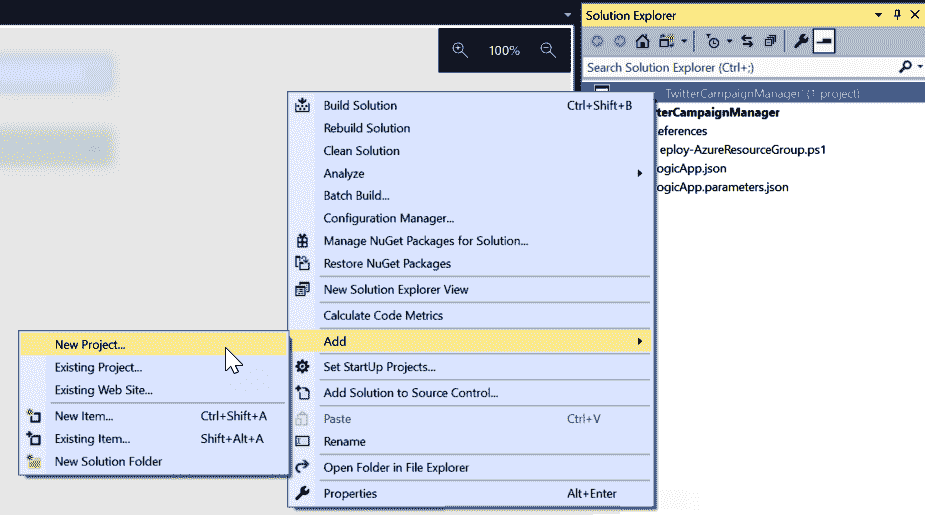 Solution Explorer
100%
Search Solution Explorer (Ctrl+;)
TwitterCampaignManager' (1 project)
terCampaignManager
eferences
eploy-AzureResourceGroup.ps1
ogicApp.json
ogicApp.parameters.json
Build Solution Ctrl+Shift+B
Rebuild Solution
Clean Solution
Analyze
Batch Build...
Configuration Manager...
Manage NuGet Packages for Solution...
Restore NuGet Packages
New Solution Explorer View
Calculate Code Metrics
Add
Set StartUp Projects...
Add Solution to Source Control...
Paste Ctrl+V
Rename
Open Folder in File Explorer
Properties Alt+Enter
New Project...
Existing Project...
Existing Web Site...
New Item... Ctrl+Shift+A
Existing Item... Shift+Alt+A
New Solution Folder